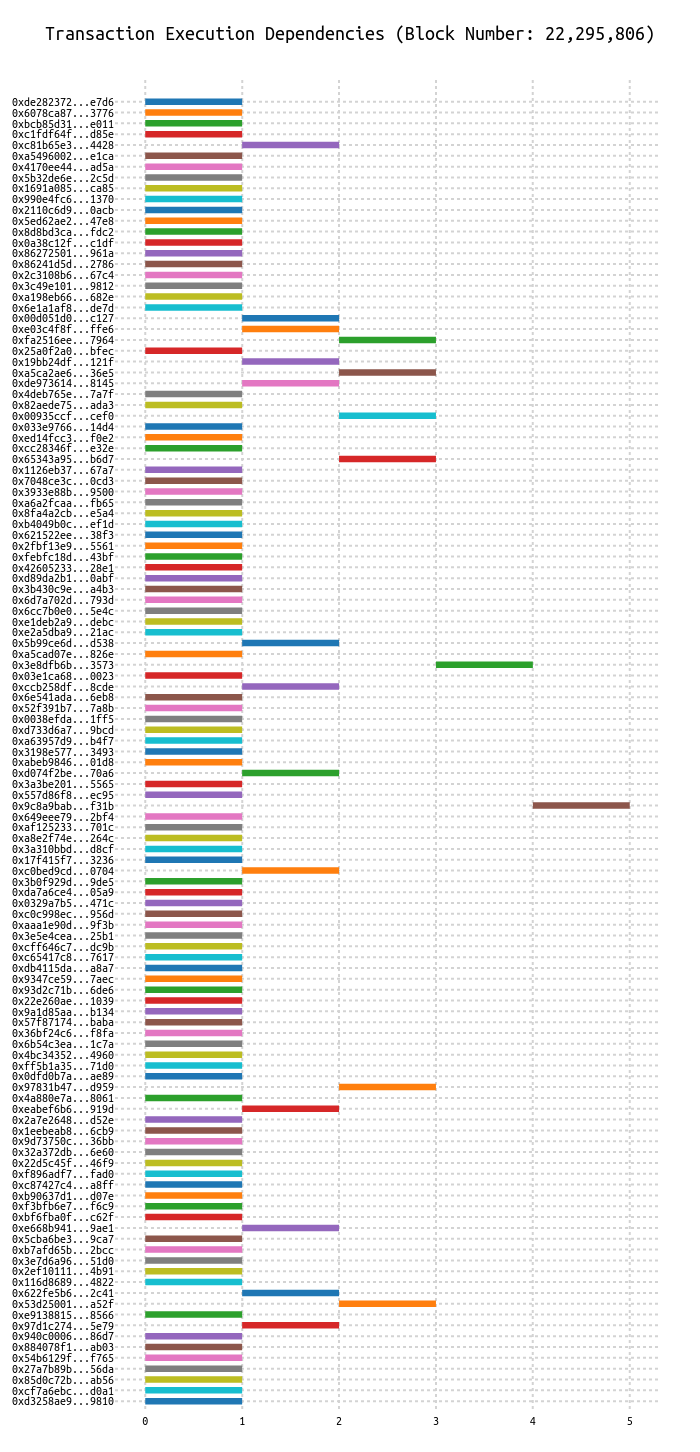 Transaction Execution Dependencies (Block Number: 22,295,806)
0xde282372...e7d6
0x6078ca87...3776
0xbcb85d31...e011
0xc1fdf64f...d85e
0xc81b65e3...4428
0xa5496002...e1ca
0x4170ee44...ad5a
0x5b32de6e...2c5d
0x1691a085...ca85
0x990e4fc6...1370
0x2110c6d9...0acb
0x5ed62ae2...47e8
0x8d8bd3ca...fdc2
0x0a38c12f...c1df
0x86272501...961a
0x86241d5d...2786
0x2c3108b6...67c4
0x3c49e101...9812
0xa198eb66...682e
0x6e1a1af8...de7d
0x00d051d0...c127
0xe03c4f8f...ffe6
0xfa2516ee...7964
0x25a0f2a0...bfec
0x19bb24df...121f
0xa5ca2ae6...36e5
0xde973614...8145
0x4deb765e...7a7f
0x82aede75...ada3
0x00935ccf...cef0
0x033e9766...14d4
0xed14fcc3...f0e2
0xcc28346f...e32e
0x65343a95...b6d7
0x1126eb37...67a7
0x7048ce3c...0cd3
0x3933e88b...9500
0xa6a2fcaa...fb65
0x8fa4a2cb...e5a4
0xb4049b0c...ef1d
0x621522ee...38f3
0x2fbf13e9...5561
0xfebfc18d...43bf
0x42605233...28e1
0xd89da2b1...0abf
0x3b430c9e...a4b3
0x6d7a702d...793d
0x6cc7b0e0...5e4c
0xe1deb2a9...debc
0xe2a5dba9...21ac
0x5b99ce6d...d538
0xa5cad07e...826e
0x3e8dfb6b...3573
0x03e1ca68...0023
0xccb258df...8cde
0x6e541ada...6eb8
0x52f391b7...7a8b
0x0038efda...1ff5
0xd733d6a7...9bcd
0xa63957d9...b4f7
0x3198e577...3493
0xabeb9846...01d8
0xd074f2be...70a6
0x3a3be201...5565
0x557d86f8...ec95
0x9c8a9bab...f31b
0x649eee79...2bf4
0xaf125233...701c
0xa8e2f74e...264c
0x3a310bbd...d8cf
0x17f415f7...3236
0xc0bed9cd...0704
0x3b0f929d...9de5
0xda7a6ce4...05a9
0x0329a7b5...471c
0xc0c998ec...956d
0xaaa1e90d...9f3b
0x3e5e4cea...25b1
0xcff646c7...dc9b
0xc65417c8...7617
0xdb4115da...a8a7
0x9347ce59...7aec
0x93d2c71b...6de6
0x22e260ae...1039
0x9a1d85aa...b134
0x57f87174...baba
0x36bf24c6...f8fa
0x6b54c3ea...1c7a
0x4bc34352...4960
0xff5b1a35...71d0
0x0dfd0b7a...ae89
0x97831b47...d959
0x4a880e7a...8061
0xeabef6b6...919d
0x2a7e2648...d52e
0x1eebeab8...6cb9
0x9d73750c...36bb
0x32a372db...6e60
0x22d5c45f...46f9
0xf896adf7...fad0
0xc87427c4...a8ff
0xb90637d1...d07e
0xf3bfb6e7...f6c9
0xbf6fba0f...c62f
0xe668b941...9ae1
0x5cba6be3...9ca7
0xb7afd65b...2bcc
0x3e7d6a96...51d0
0x2ef10111...4b91
0x116d8689...4822
0x622fe5b6...2c41
0x53d25001...a52f
0xe9138815...8566
0x97d1c274...5e79
0x940c0006...86d7
0x884078f1...ab03
0x54b6129f...f765
0x27a7b89b...56da
0x85d0c72b...ab56
0xcf7a6ebc...d0a1
0xd3258ae9...9810
0 1 2 3 4 5